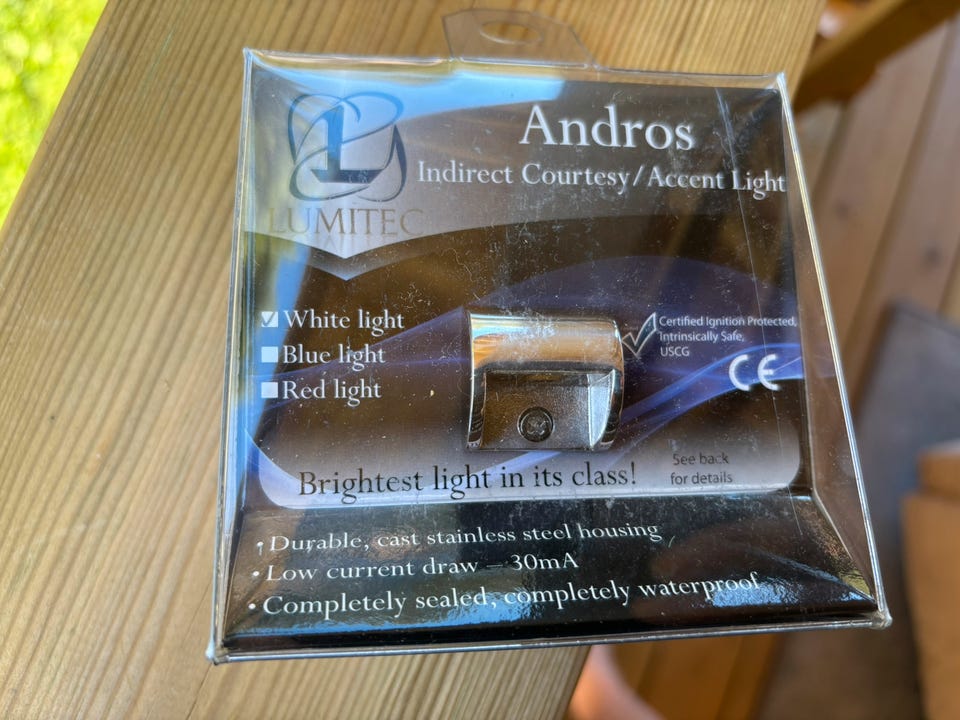 Andros
Indirect Courtesy/Accent Light
L
LUMITEC
White light
Blue light
Red light
Certified Ignition Protected,
Intrinsically Safe,
USCG
CE
Brightest light in its class!
See back
for details
• Durable, cast stainless steel housing
• Low current draw – 30mA
• Completely sealed, completely waterproof